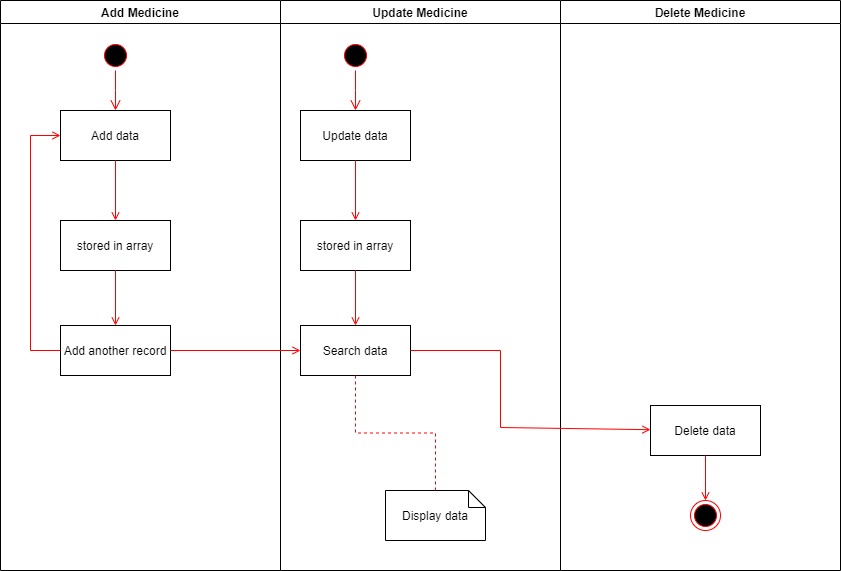 Add Medicine
Update Medicine
Delete Medicine
Add data
Update data
stored in array
stored in array
Add another record
Search data
Delete data
Display data